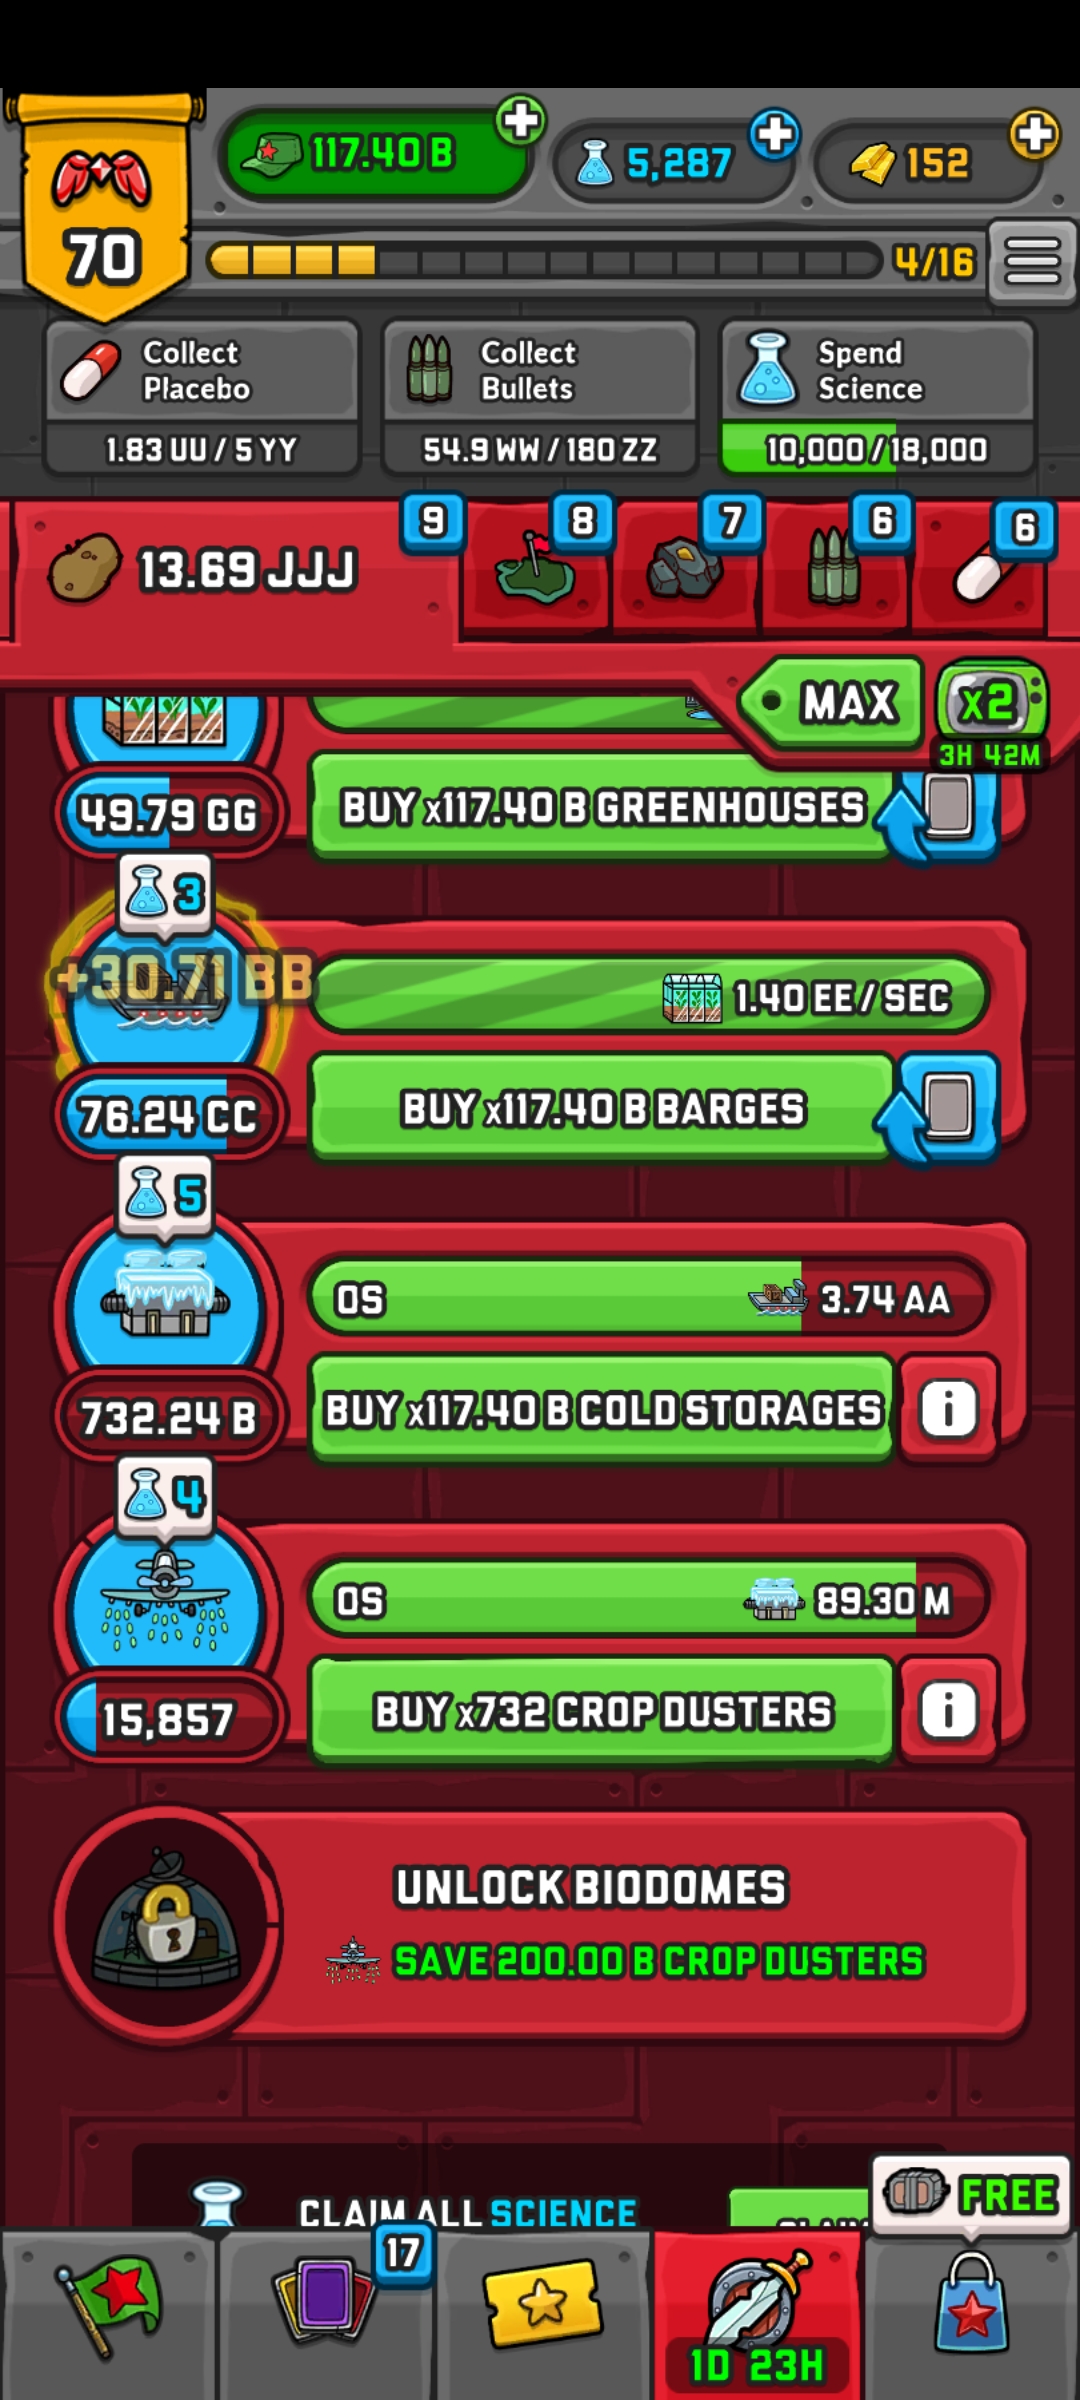 117.40 B
5,287
152
70
4/16
Collect
Placebo
1.83 UU / 5 YY
Collect
Bullets
54.9 WW / 180 ZZ
Spend
Science
10,000 / 18,000
13.69 JJJ
9
8
7
6
6
MAX
x2
3H 42M
49.79 GG
BUY x117.40 B GREENHOUSES
3
+30.71 BB
1.40 EE / SEC
76.24 CC
BUY x117.40 B BARGES
5
0S
3.74 AA
732.24 B
BUY x117.40 B COLD STORAGES
i
4
0S
89.30 M
15,857
BUY x732 CROP DUSTERS
i
UNLOCK BIODOMES
SAVE 200.00 B CROP DUSTERS
CLAIM ALL SCIENCE
FREE
17
1D 23H